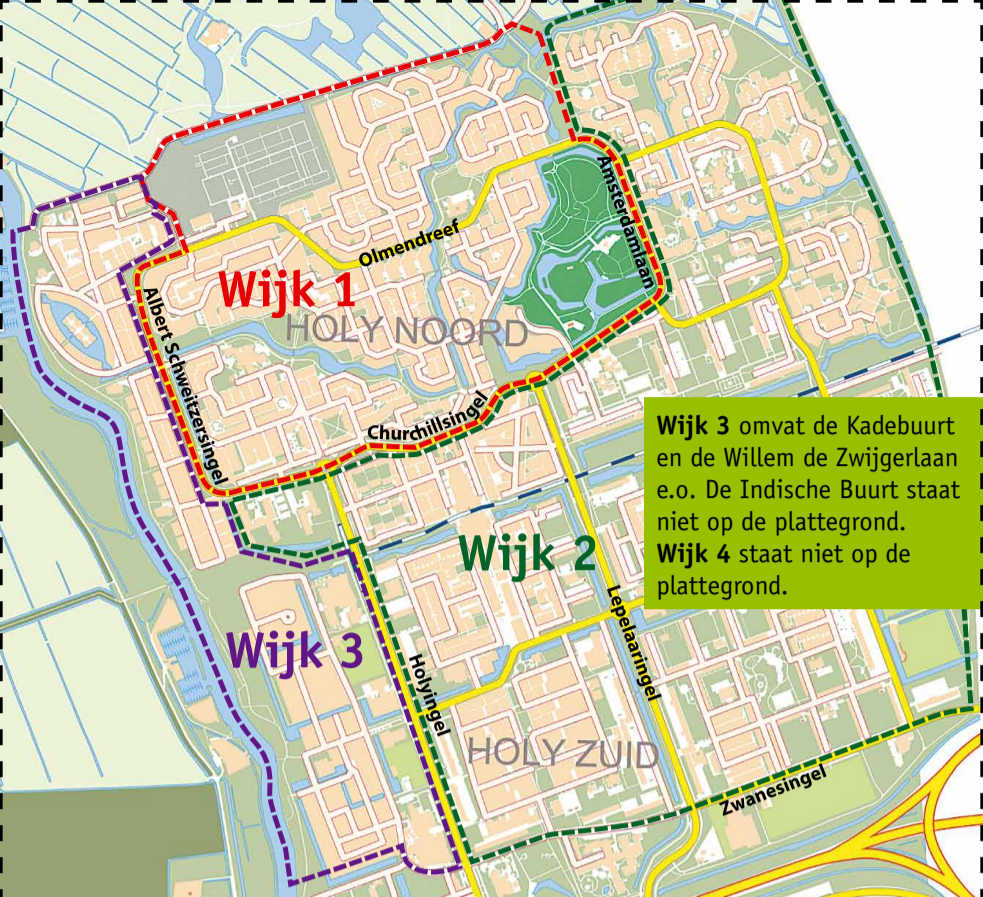 Amsterdamlaan
Olmendreef
Wijk 1
HOLY NOORD
Albert Schweitzersingel
Churchillsingel
Wijk 3 omvat de Kadebuurt
en de Willem de Zwijgerlaan
e.o. De Indische Buurt staat
niet op de plattegrond.
Wijk 4 staat niet op de
plattegrond.
Wijk 2
Lepelaaringel
Wijk 3
Holyingel
HOLY ZUID
Zwanesingel